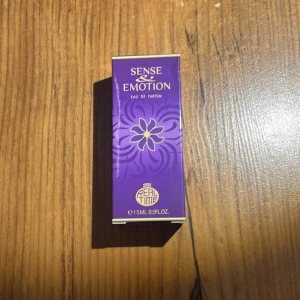 SENSE
&
EMOTION
EAU DE PARFUM
REAL
TIME
e 15ML 0.5FL.OZ.